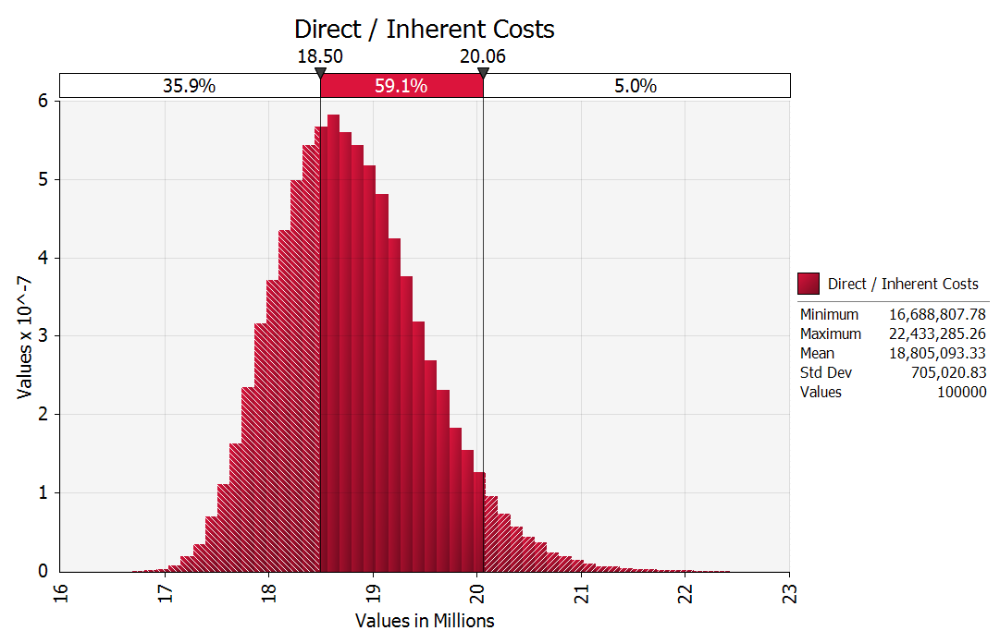 Direct / Inherent Costs
18.50 20.06
35.9% 59.1% 5.0%
6
5
4
3
2
1
0
Values x 10^-7
16 17 18 19 20 21 22 23
Values in Millions
Direct / Inherent Costs
Minimum 16,688,807.78
Maximum 22,433,285.26
Mean 18,805,093.33
Std Dev 705,020.83
Values 100000